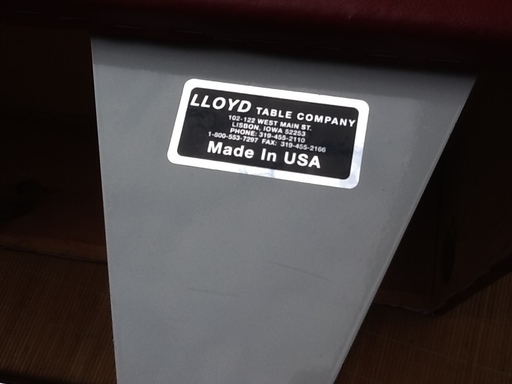 LLOYD TABLE COMPANY
102-122 WEST MAIN ST.
LISBON, IOWA 52253
PHONE: 319-455-2110
1-800-553-7297 FAX: 319-455-2166
Made In USA